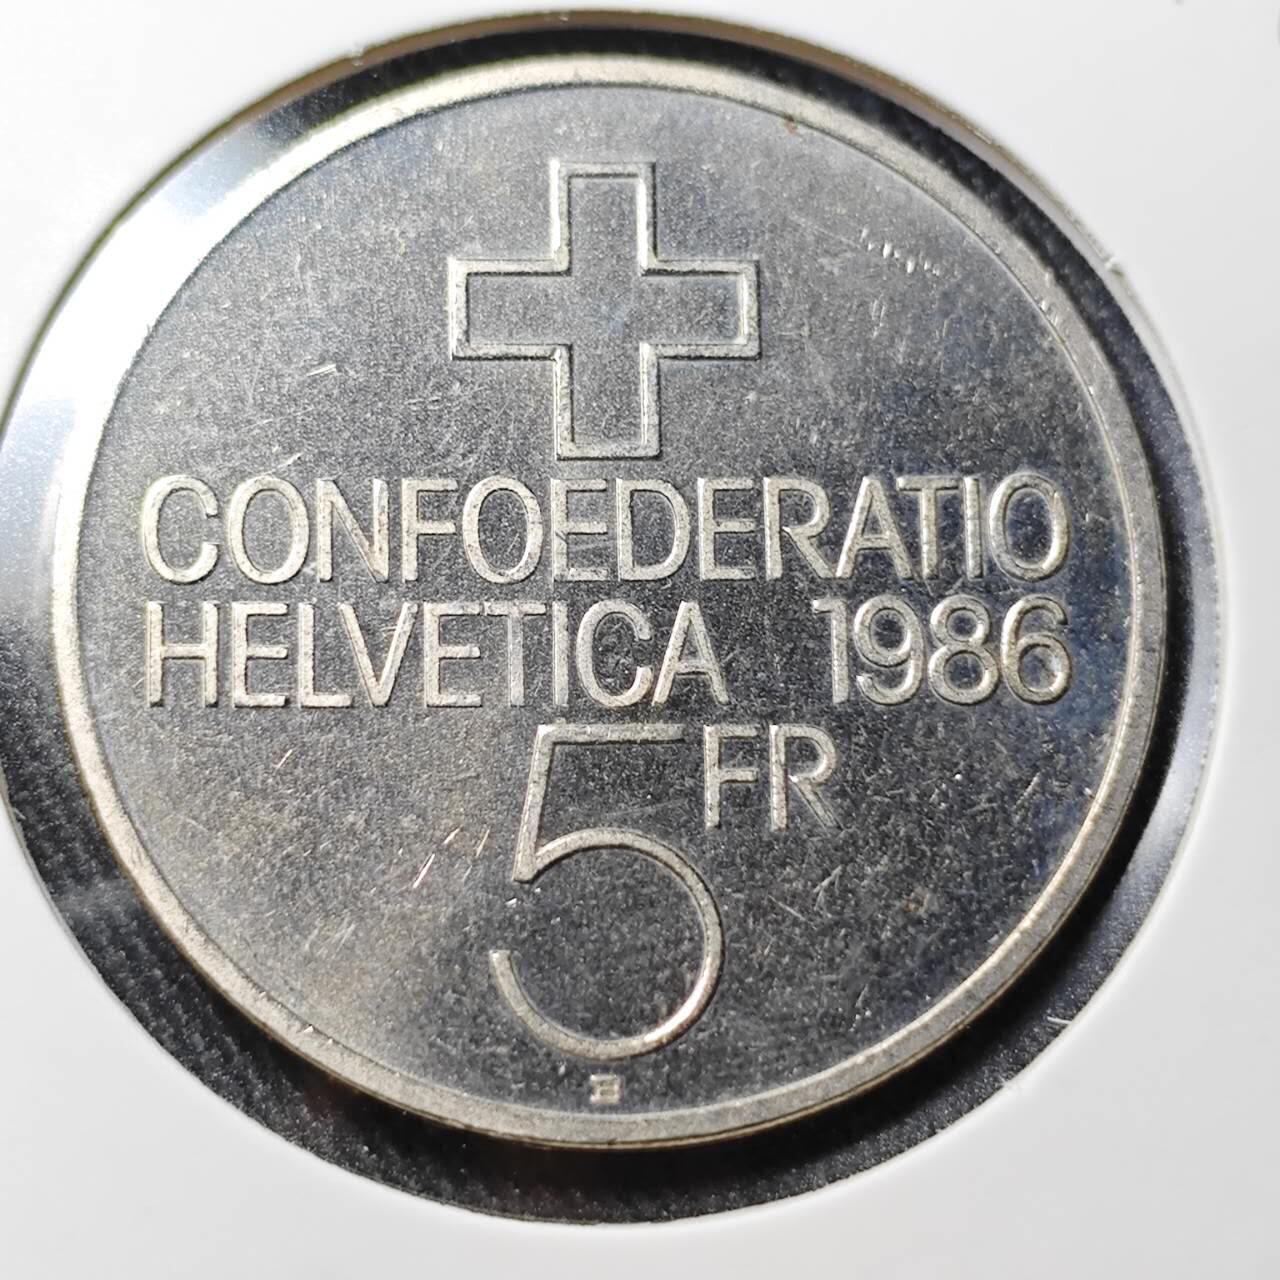 CONFOEDERATIO
HELVETICA 1986
5 FR
B